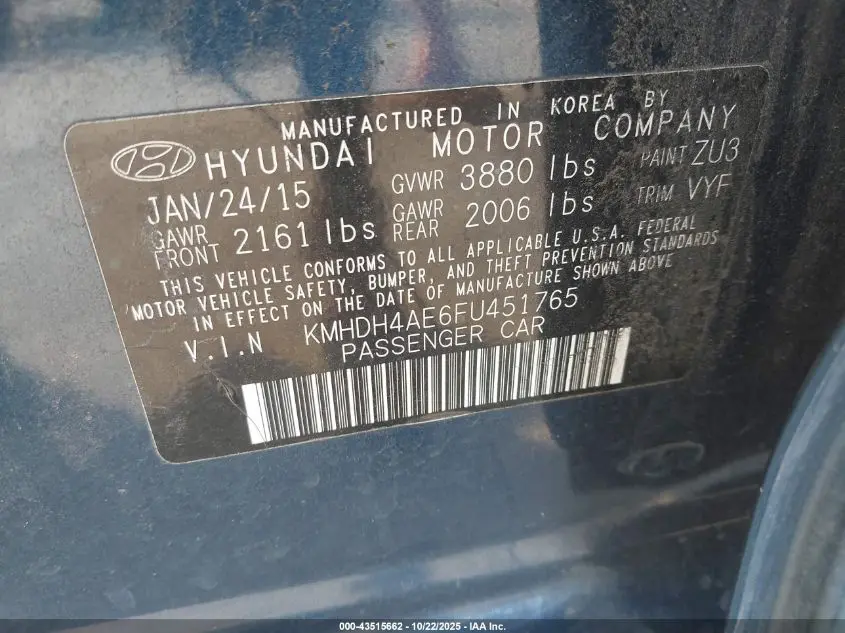 MANUFACTURED IN KOREA BY
HYUNDAI MOTOR COMPANY
JAN/24/15 GVWR 3880 lbs PAINT ZU3
GAWR FRONT 2161 lbs GAWR REAR 2006 lbs TRIM VYF
THIS VEHICLE CONFORMS TO ALL APPLICABLE U.S.A. FEDERAL
MOTOR VEHICLE SAFETY, BUMPER, AND THEFT PREVENTION STANDARDS
IN EFFECT ON THE DATE OF MANUFACTURE SHOWN ABOVE
V.I.N KMHDH4AE6FU451765
PASSENGER CAR
000-43515662 - 10/22/2025 - IAA Inc.